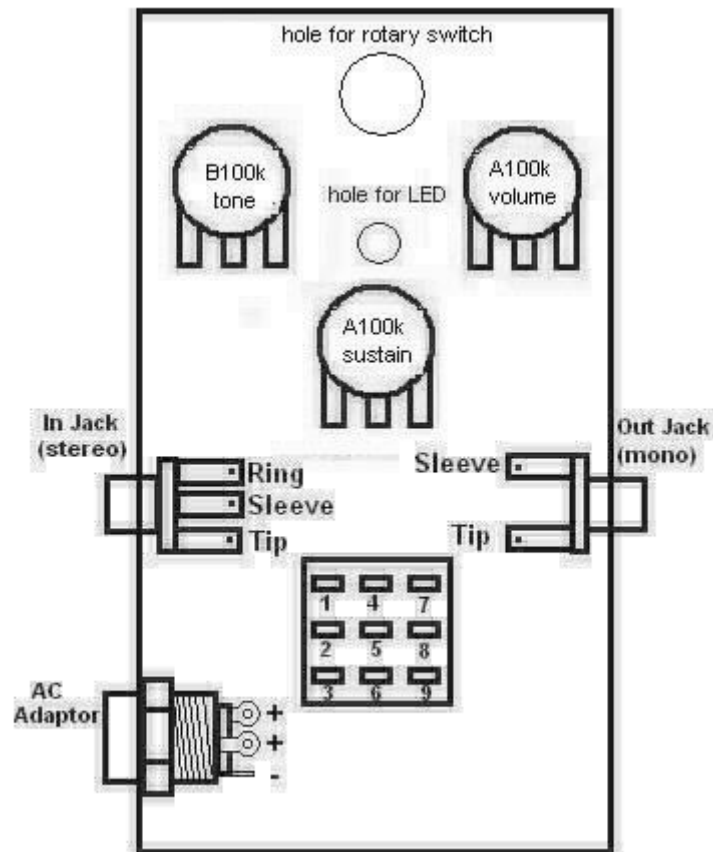 hole for rotary switch
B100k
tone
A100k
volume
hole for LED
A100k
sustain
In Jack
(stereo)
Ring
Sleeve
Tip
Out Jack
(mono)
Sleeve
Tip
1 4 7
2 5 8
3 6 9
AC
Adaptor
+
+
-